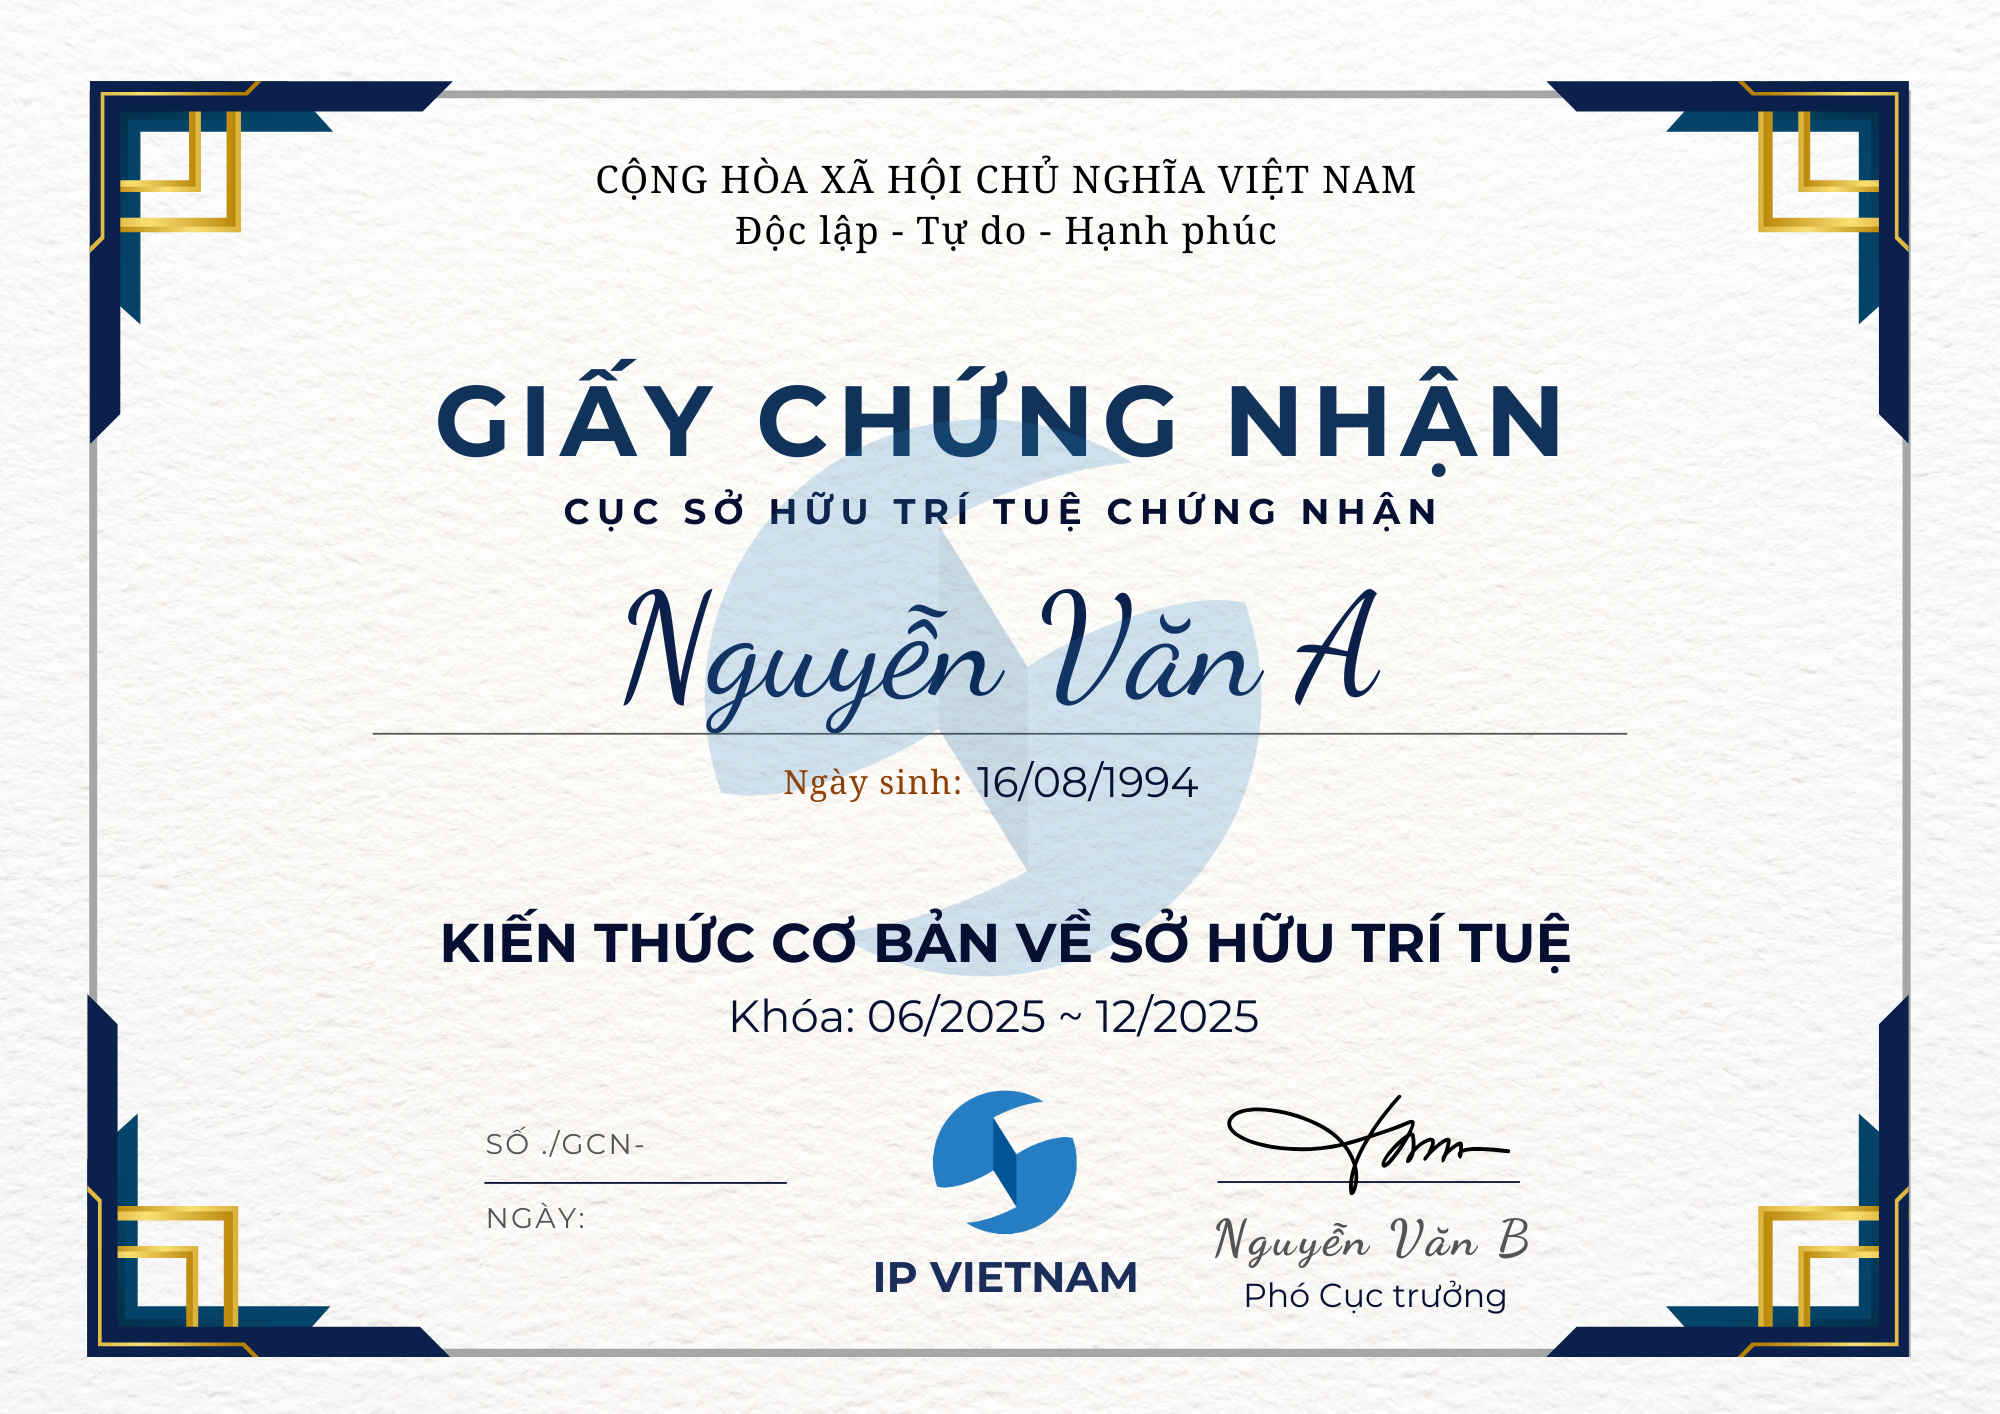 CỘNG HÒA XÃ HỘI CHỦ NGHĨA VIỆT NAM
Độc lập - Tự do - Hạnh phúc
GIẤY CHỨNG NHẬN
CỤC SỞ HỮU TRÍ TUỆ CHỨNG NHẬN
Nguyễn Văn A
Ngày sinh: 16/08/1994
KIẾN THỨC CƠ BẢN VỀ SỞ HỮU TRÍ TUỆ
Khóa: 06/2025 ~ 12/2025
SỐ ./GCN-
NGÀY:
IP VIETNAM
Nguyễn Văn B
Phó Cục trưởng